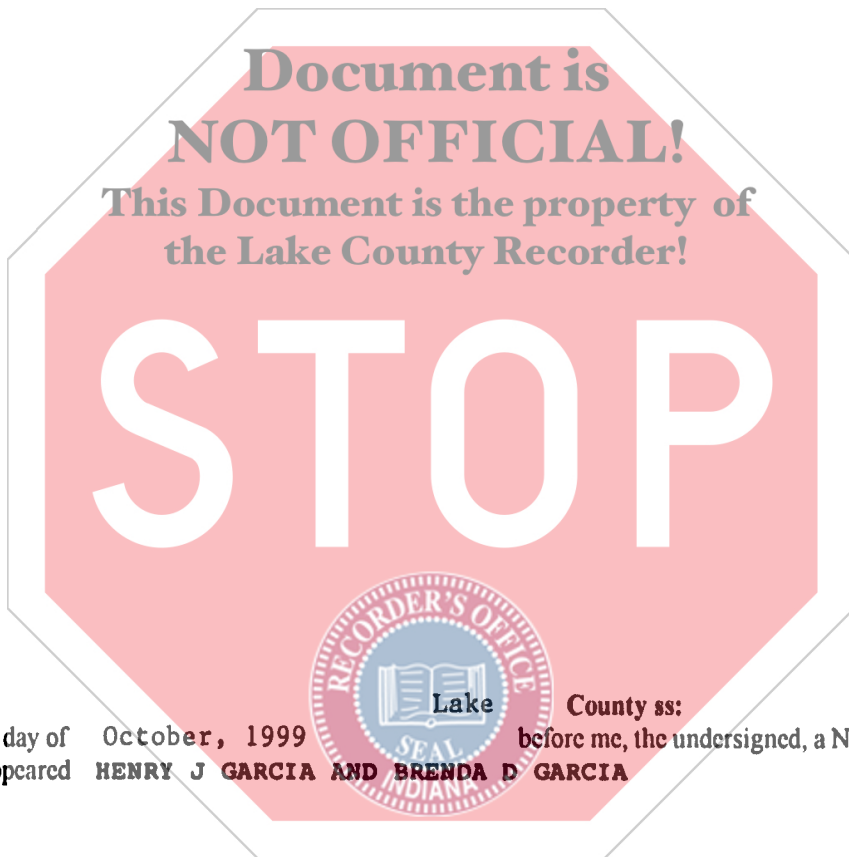 Document is
NOT OFFICIAL!
This Document is the property of
the Lake County Recorder!
STOP
RECORDER'S OFFICE
SEAL
INDIANA
Lake County ss:
day of October, 1999 before me, the undersigned, a N
ppeared HENRY J GARCIA AND BRENDA D GARCIA